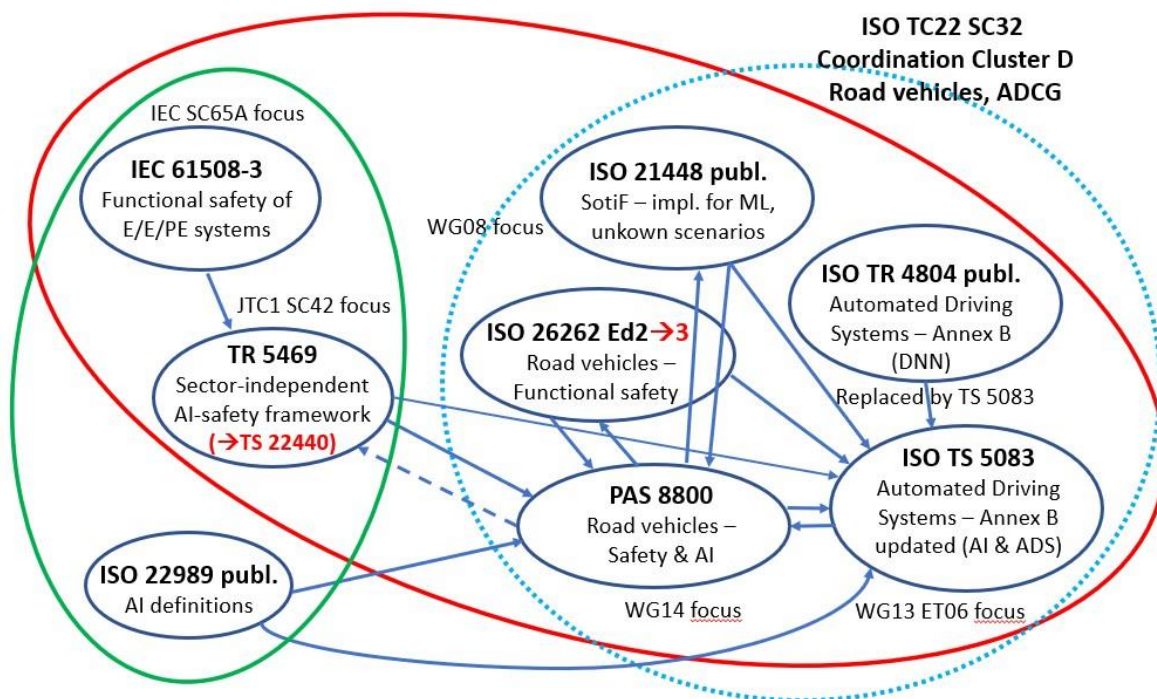 ISO TC22 SC32
Coordination Cluster D
Road vehicles, ADCG
IEC SC65A focus
IEC 61508-3
Functional safety of
E/E/PE systems
JTC1 SC42 focus
TR 5469
Sector-independent
AI-safety framework
(→TS 22440)
ISO 22989 publ.
AI definitions
WG08 focus
ISO 21448 publ.
SotiF – impl. for ML,
unkown scenarios
ISO 26262 Ed2→3
Road vehicles –
Functional safety
PAS 8800
Road vehicles –
Safety & AI
WG14 focus
ISO TR 4804 publ.
Automated Driving
Systems – Annex B
(DNN)
Replaced by TS 5083
ISO TS 5083
Automated Driving
Systems – Annex B
updated (AI & ADS)
WG13 ET06 focus